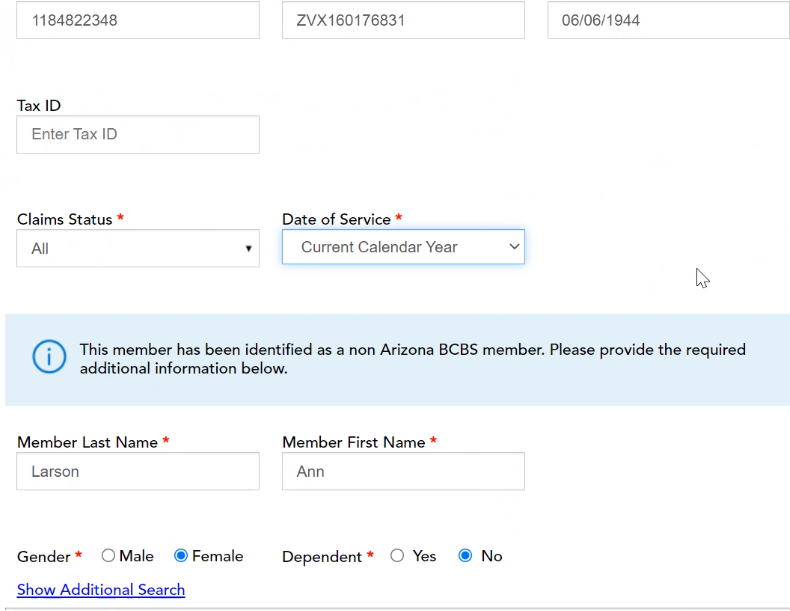 1184822348 ZVX160176831 06/06/1944
Tax ID
Enter Tax ID
Claims Status * Date of Service *
All Current Calendar Year
This member has been identified as a non Arizona BCBS member. Please provide the required
additional information below.
Member Last Name * Member First Name *
Larson Ann
Gender * Male Female Dependent * Yes No
Show Additional Search